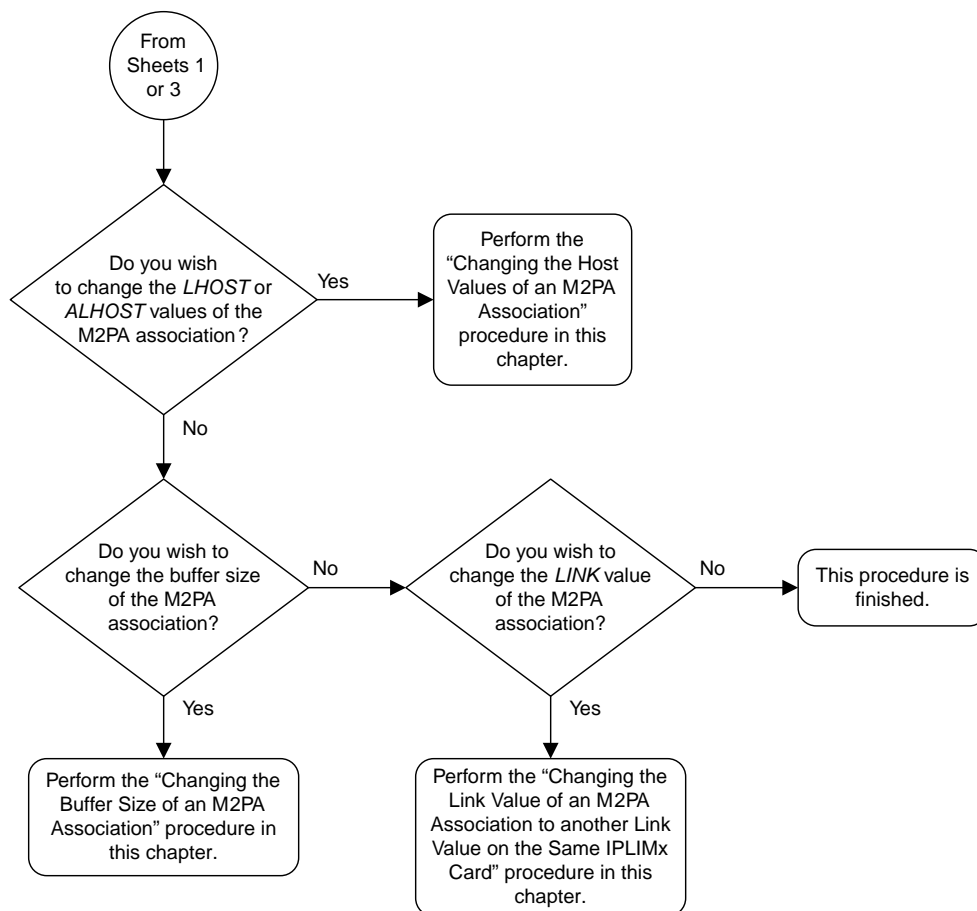 From
Sheets 1
or 3
Do you wish
to change the LHOST or
ALHOST values of the
M2PA association?
Yes
Perform the
“Changing the Host
Values of an M2PA
Association”
procedure in this
chapter.
No
Do you wish to
change the buffer size
of the M2PA
association?
No
Do you wish to
change the LINK value
of the M2PA
association?
No
This procedure is
finished.
Yes
Perform the “Changing the
Buffer Size of an M2PA
Association” procedure in
this chapter.
Yes
Perform the “Changing the
Link Value of an M2PA
Association to another Link
Value on the Same IPLIMx
Card” procedure in this
chapter.